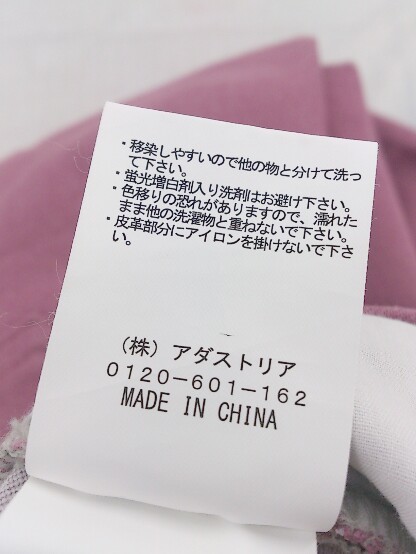 ・移染しやすいので他の物と分けて洗っ
て下さい。
・蛍光増白剤入り洗剤はお避け下さい。
・色移りの恐れがありますので、濡れた
まま他の洗濯物と重ねないで下さい。
・皮革部分にアイロンを掛けないで下さ
い。
（株）アダストリア
0120-601-162
MADE IN CHINA